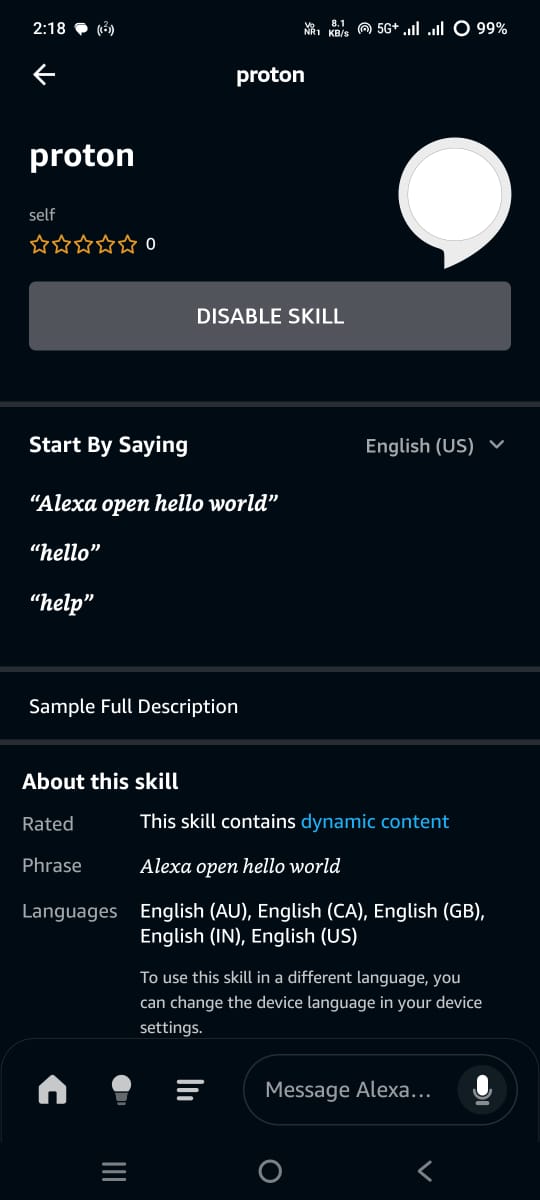 2:18
Vo NR1 8.1 KB/s 5G+ 99%
proton
proton
self
0
DISABLE SKILL
Start By Saying English (US)
“Alexa open hello world”
“hello”
“help”
Sample Full Description
About this skill
Rated This skill contains dynamic content
Phrase Alexa open hello world
Languages English (AU), English (CA), English (GB),
English (IN), English (US)
To use this skill in a different language, you
can change the device language in your device
settings.
Message Alexa...